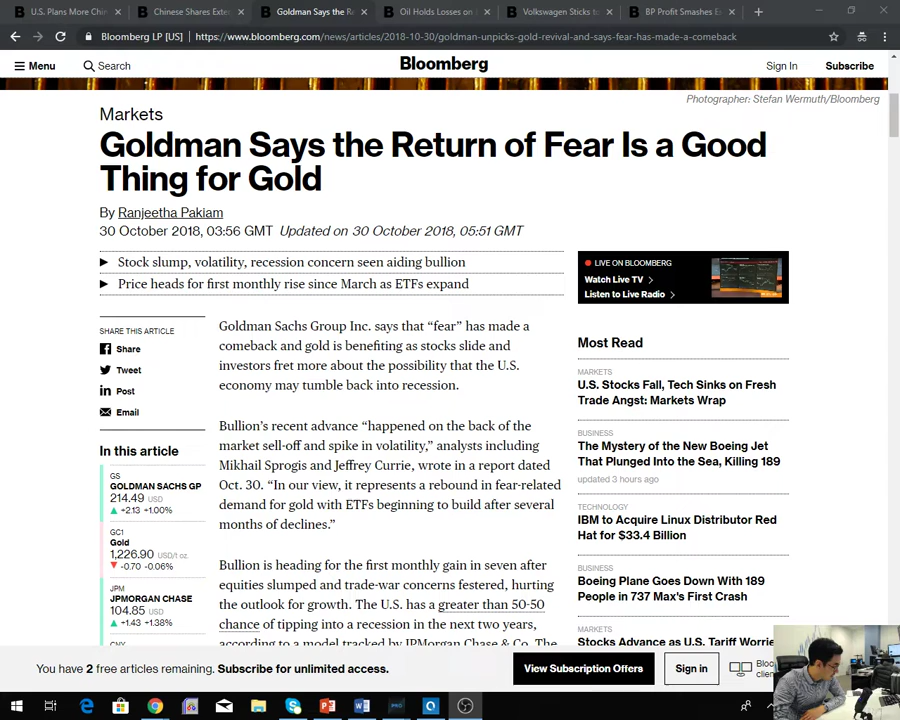 U.S. Plans More Chin
Chinese Shares Exte
Goldman Says the R
Oil Holds Losses on
Volkswagen Sticks to
BP Profit Smashes E
Bloomberg LP [US] https://www.bloomberg.com/news/articles/2018-10-30/goldman-unpicks-gold-revival-and-says-fear-has-made-a-comeback
Menu
Search
Bloomberg
Sign In
Subscribe
Photographer: Stefan Wermuth/Bloomberg
Markets
Goldman Says the Return of Fear Is a Good
Thing for Gold
By Ranjeetha Pakiam
30 October 2018, 03:56 GMT Updated on 30 October 2018, 05:51 GMT
Stock slump, volatility, recession concern seen aiding bullion
Price heads for first monthly rise since March as ETFs expand
SHARE THIS ARTICLE
Share
Tweet
Post
Email
In this article
GS
GOLDMAN SACHS GP
214.49 USD
+2.13 +1.00%
GC1
Gold
1,226.90 USD/t oz.
-0.70 -0.06%
JPM
JPMORGAN CHASE
104.85 USD
+1.43 +1.38%
Goldman Sachs Group Inc. says that “fear” has made a
comeback and gold is benefiting as stocks slide and
investors fret more about the possibility that the U.S.
economy may tumble back into recession.
Bullion’s recent advance “happened on the back of the
market sell-off and spike in volatility,” analysts including
Mikhail Sprogis and Jeffrey Currie, wrote in a report dated
Oct. 30. “In our view, it represents a rebound in fear-related
demand for gold with ETFs beginning to build after several
months of declines.”
Bullion is heading for the first monthly gain in seven after
equities slumped and trade-war concerns festered, hurting
the outlook for growth. The U.S. has a greater than 50-50
chance of tipping into a recession in the next two years,
according to a model tracked by JPMorgan Chase & Co. The
LIVE ON BLOOMBERG
Watch Live TV
Listen to Live Radio
Most Read
MARKETS
U.S. Stocks Fall, Tech Sinks on Fresh
Trade Angst: Markets Wrap
BUSINESS
The Mystery of the New Boeing Jet
That Plunged Into the Sea, Killing 189
updated 3 hours ago
TECHNOLOGY
IBM to Acquire Linux Distributor Red
Hat for $33.4 Billion
BUSINESS
Boeing Plane Goes Down With 189
People in 737 Max's First Crash
MARKETS
Stocks Advance as U.S. Tariff Worrie
You have 2 free articles remaining. Subscribe for unlimited access.
View Subscription Offers
Sign in
Bloo
clien